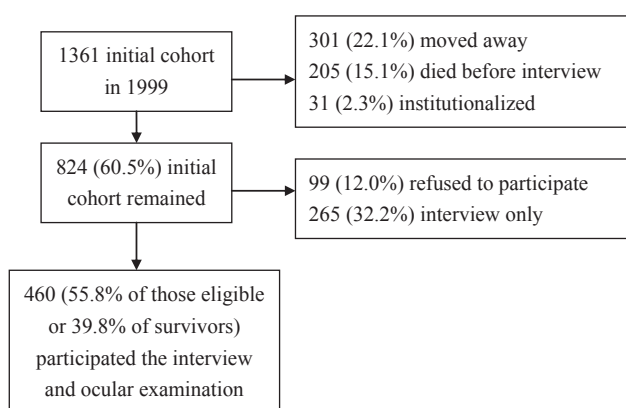 1361 initial cohort
in 1999
301 (22.1%) moved away
205 (15.1%) died before interview
31 (2.3%) institutionalized
824 (60.5%) initial
cohort remained
99 (12.0%) refused to participate
265 (32.2%) interview only
460 (55.8% of those eligible
or 39.8% of survivors)
participated the interview
and ocular examination